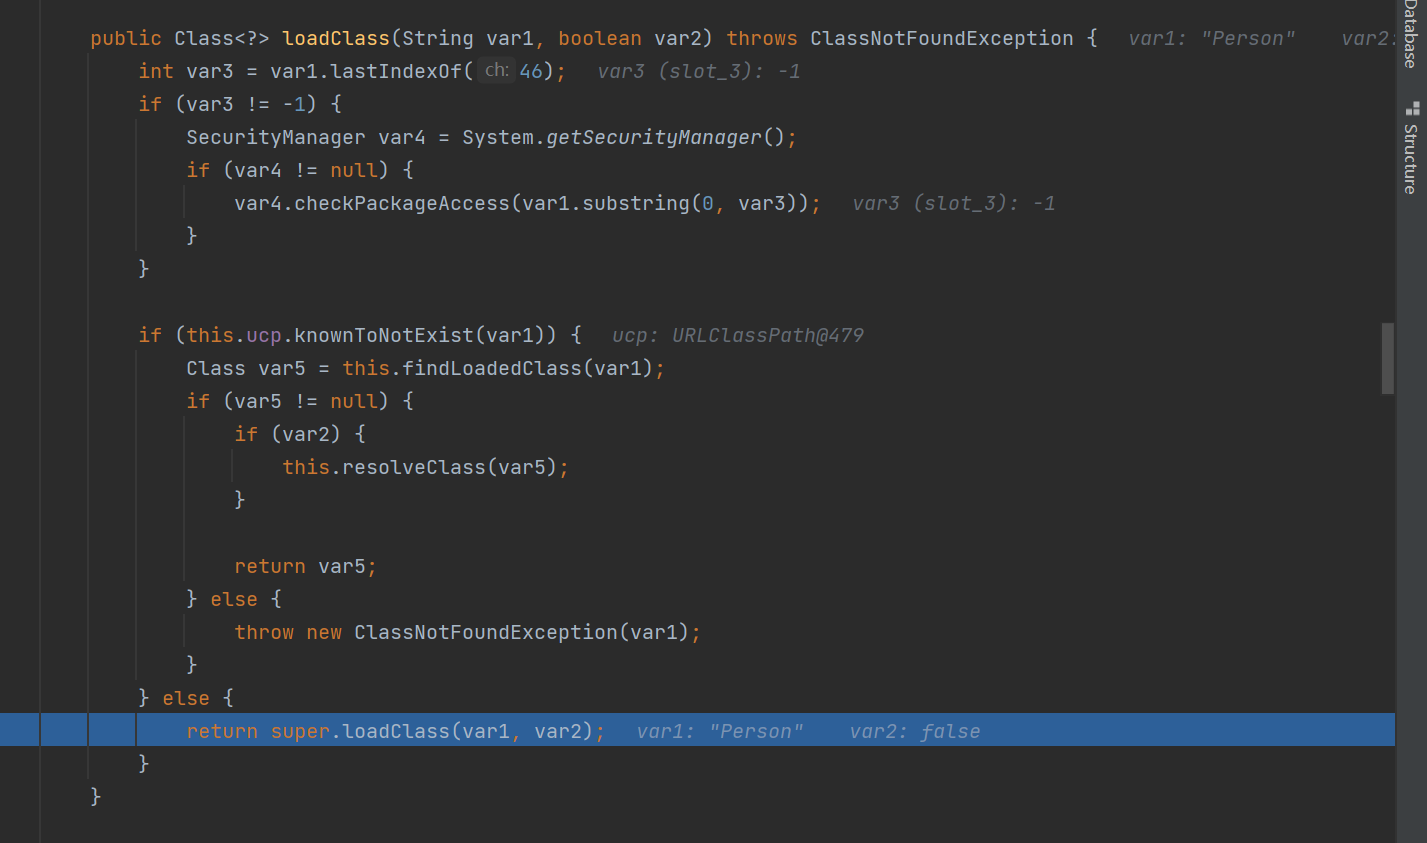 public Class<?> loadClass(String var1, boolean var2) throws ClassNotFoundException {   var1: "Person"    var2:
    int var3 = var1.lastIndexOf( ch: 46);   var3 (slot_3): -1
    if (var3 != -1) {
        SecurityManager var4 = System.getSecurityManager();
        if (var4 != null) {
            var4.checkPackageAccess(var1.substring(0, var3));   var3 (slot_3): -1
        }
    }

    if (this.ucp.knownToNotExist(var1)) {   ucp: URLClassPath@479
        Class var5 = this.findLoadedClass(var1);
        if (var5 != null) {
            if (var2) {
                this.resolveClass(var5);
            }

            return var5;
        } else {
            throw new ClassNotFoundException(var1);
        }
    } else {
        return super.loadClass(var1, var2);   var1: "Person"    var2: false
    }
}
Database
Structure